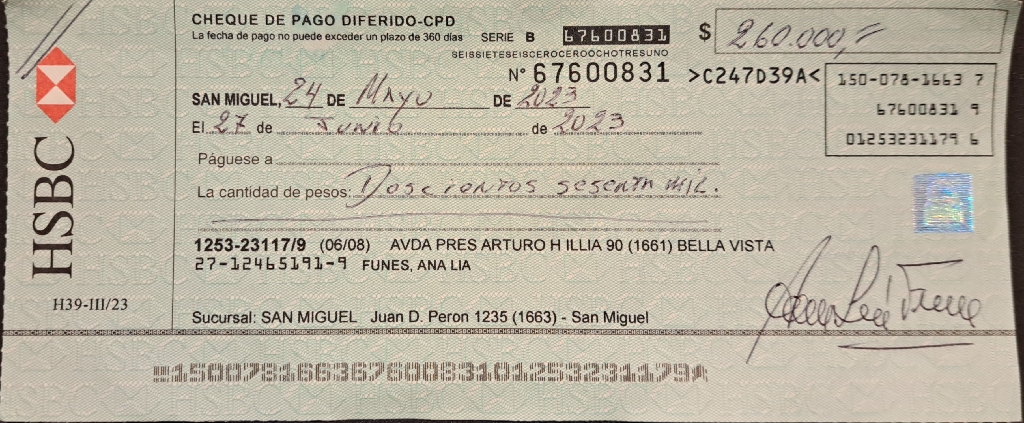 CHEQUE DE PAGO DIFERIDO-CPD
La fecha de pago no puede exceder un plazo de 360 días SERIE B 67600831
SEISSIETESEISCEROCEROOCHOTRESUNO
$ 260.000,=
Nº 67600831 >C247D39A<
150-078-1663 7
67600831 9
01253231179 6
SAN MIGUEL, 24 DE Mayo DE 2023
El 27 de Junio de 2023
Páguese a
La cantidad de pesos: Doscientos sesenta mil.
1253-23117/9 (06/08) AVDA PRES ARTURO H ILLIA 90 (1661) BELLA VISTA
27-12465191-9 FUNES, ANA LIA
Sucursal: SAN MIGUEL Juan D. Peron 1235 (1663) - San Miguel
HSBC
H39-III/23
Ana Lía Funes
15007816636760083101253231179